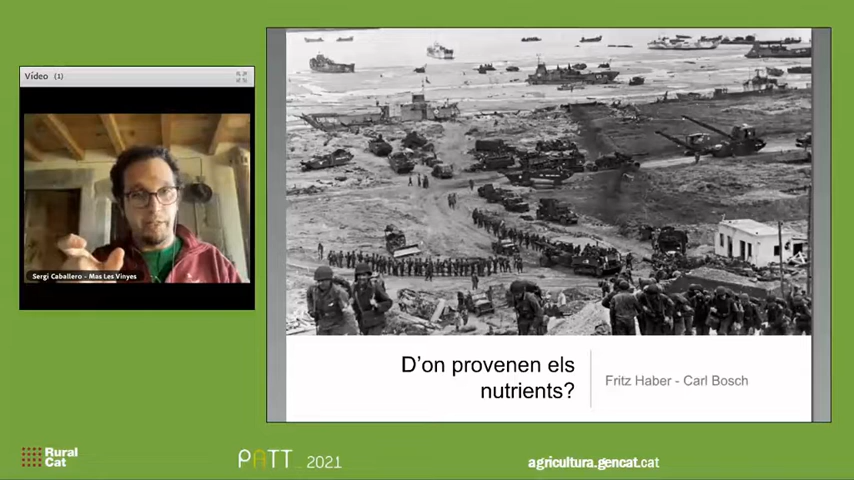 Vídeo (1)
Sergi Caballero - Mas Les Vinyes
D'on provenen els
nutrients?
Fritz Haber - Carl Bosch
Rural
Cat
PATT 2021
agricultura.gencat.cat